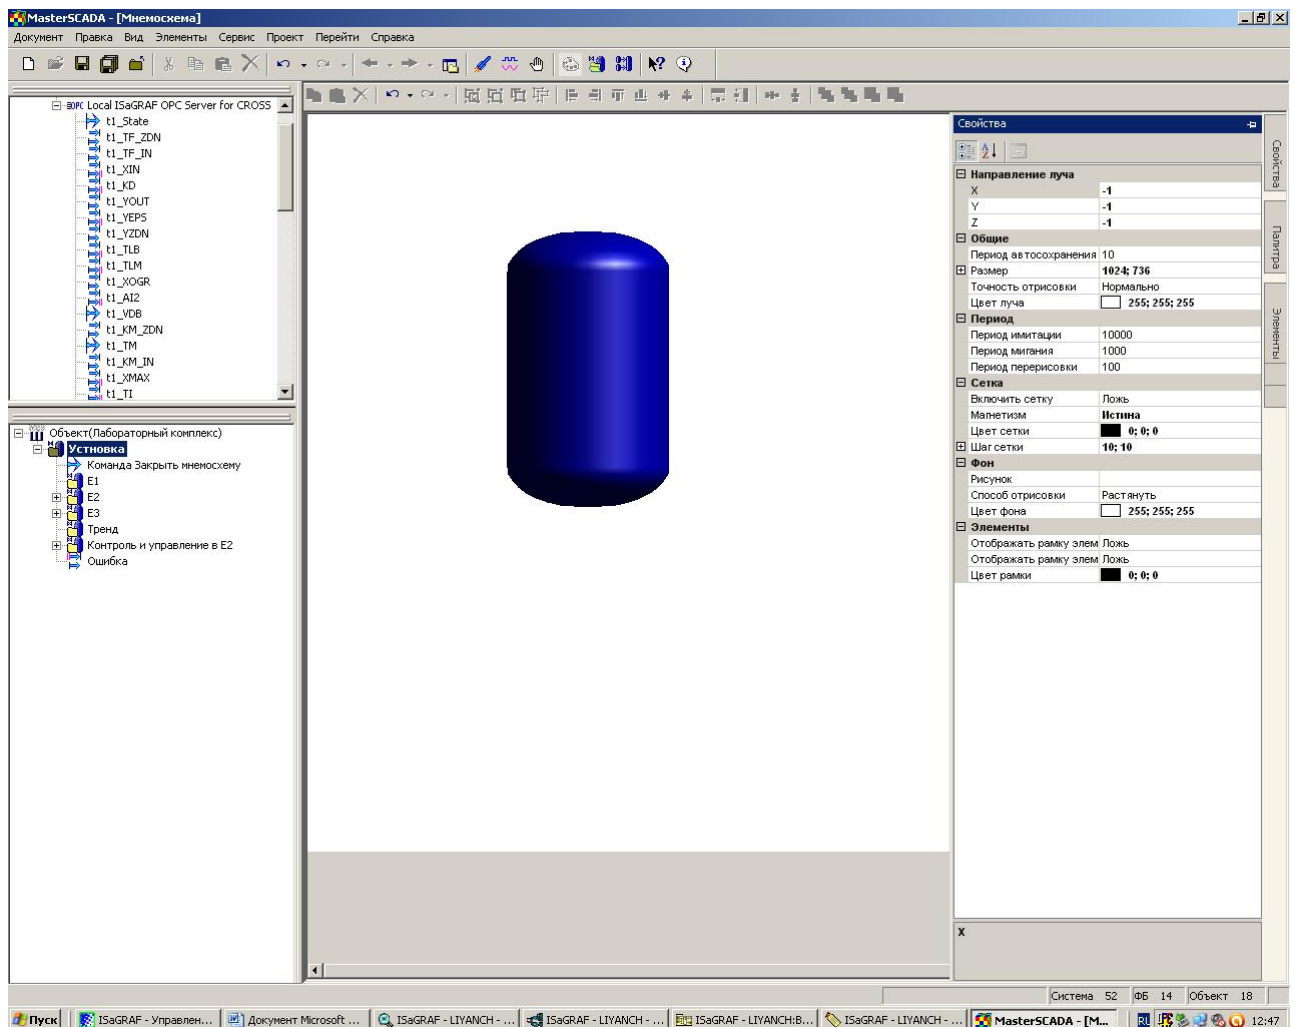 MasterSCADA - [Мнемосхема]
Документ Правка Вид Элементы Сервис Проект Перейти Справка
OPC Local ISaGRAF OPC Server for CROSS
t1_State
t1_TF_ZDN
t1_TF_IN
t1_XIN
t1_KD
t1_YOUT
t1_YEPS
t1_YZDN
t1_TLB
t1_TLM
t1_XOGR
t1_AI2
t1_VDB
t1_KM_ZDN
t1_TM
t1_KM_IN
t1_XMAX
t1_TI
Объект(Лабораторный комплекс)
Устновка
Команда Закрыть мнемосхему
E1
E2
E3
Тренд
Контроль и управление в E2
Ошибка
Свойства
Направление луча
X -1
Y -1
Z -1
Общие
Период автосохранения 10
Размер 1024; 736
Точность отрисовки Нормально
Цвет луча 255; 255; 255
Период
Период имитации 10000
Период мигания 1000
Период перерисовки 100
Сетка
Включить сетку Ложь
Магнетизм Истина
Цвет сетки 0; 0; 0
Шаг сетки 10; 10
Фон
Рисунок
Способ отрисовки Растянуть
Цвет фона 255; 255; 255
Элементы
Отображать рамку элем Ложь
Отображать рамку элем Ложь
Цвет рамки 0; 0; 0
X
Свойства
Палитра
Элементы
Система 52 ФБ 14 Объект 18
Пуск ISaGRAF - Управлен... Документ Microsoft ... ISaGRAF - LIYANCH - ... ISaGRAF - LIYANCH - ... ISaGRAF - LIYANCH:B... ISaGRAF - LIYANCH - ... MasterSCADA - [М... RL 12:47